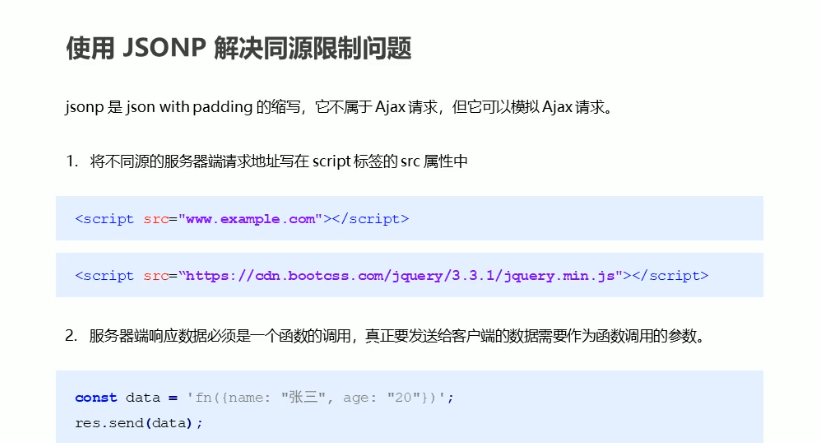 使用 JSONP 解决同源限制问题
jsonp 是 json with padding 的缩写，它不属于 Ajax 请求，但它可以模拟 Ajax 请求。
1. 将不同源的服务器端请求地址写在 script 标签的 src 属性中
<script src="www.example.com"></script>
<script src=“https://cdn.bootcss.com/jquery/3.3.1/jquery.min.js"></script>
2. 服务器端响应数据必须是一个函数的调用，真正要发送给客户端的数据需要作为函数调用的参数。
const data = 'fn({name: "张三", age: "20"})';
res.send(data);